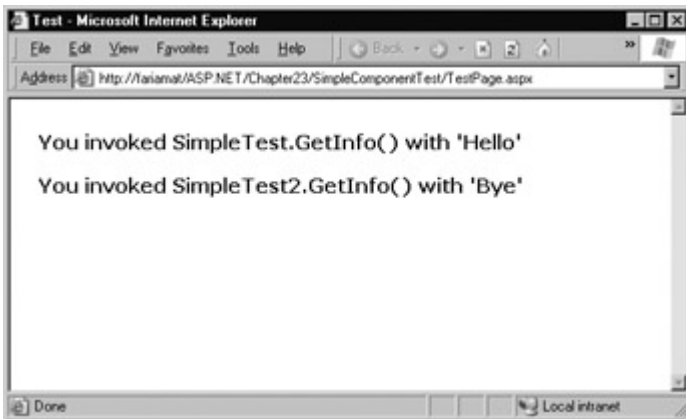 Test - Microsoft Internet Explorer
File Edit View Favorites Tools Help Back »
Address http://fariamat/ASP.NET/Chapter23/SimpleComponentTest/TestPage.aspx
You invoked SimpleTest.GetInfo() with 'Hello'
You invoked SimpleTest2.GetInfo() with 'Bye'
Done Local intranet